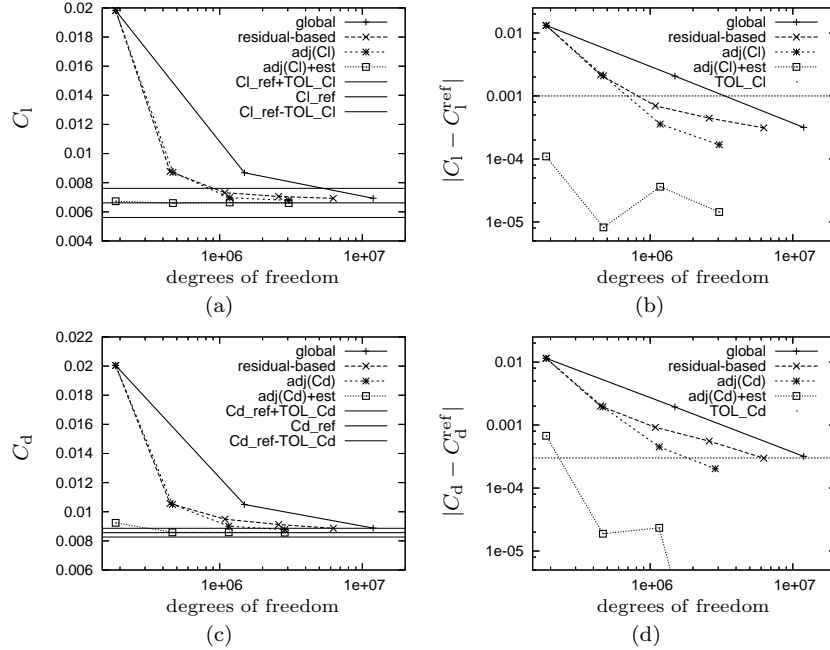 0.02
0.018
0.016
0.014
0.012
0.01
0.008
0.006
0.004
C_l
global
residual-based
adj(Cl)
adj(Cl)+est
Cl_ref+TOL_Cl
Cl_ref
Cl_ref-TOL_Cl
1e+06 1e+07
degrees of freedom
(a)
0.01
0.001
1e-04
1e-05
|C_l − C_l^ref|
global
residual-based
adj(Cl)
adj(Cl)+est
TOL_Cl
1e+06 1e+07
degrees of freedom
(b)
0.022
0.02
0.018
0.016
0.014
0.012
0.01
0.008
0.006
C_d
global
residual-based
adj(Cd)
adj(Cd)+est
Cd_ref+TOL_Cd
Cd_ref
Cd_ref-TOL_Cd
1e+06 1e+07
degrees of freedom
(c)
0.01
0.001
1e-04
1e-05
|C_d − C_d^ref|
global
residual-based
adj(Cd)
adj(Cd)+est
TOL_Cd
1e+06 1e+07
degrees of freedom
(d)